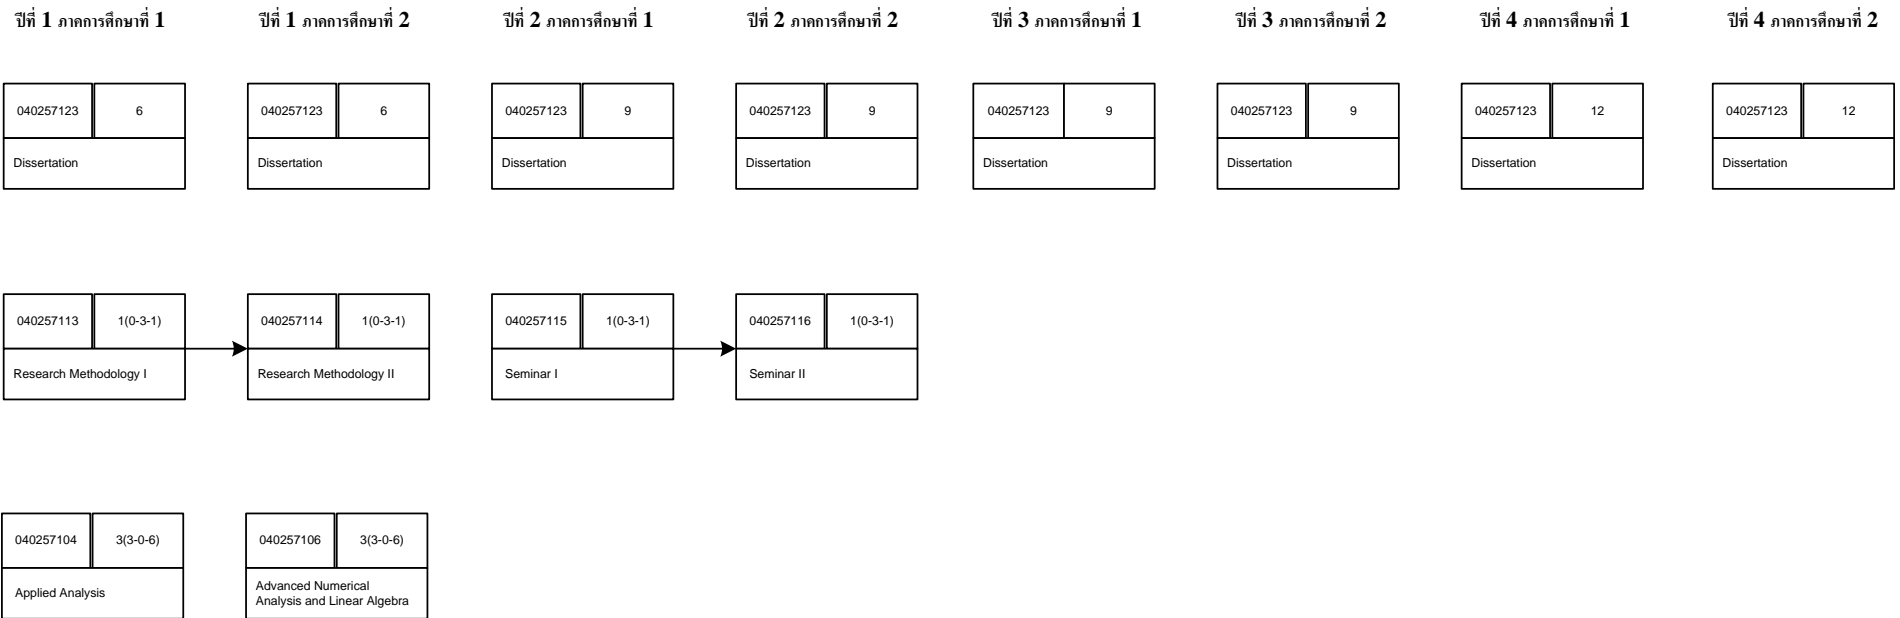 ปีที่ 1 ภาคการศึกษาที่ 1
ปีที่ 1 ภาคการศึกษาที่ 2
ปีที่ 2 ภาคการศึกษาที่ 1
ปีที่ 2 ภาคการศึกษาที่ 2
ปีที่ 3 ภาคการศึกษาที่ 1
ปีที่ 3 ภาคการศึกษาที่ 2
ปีที่ 4 ภาคการศึกษาที่ 1
ปีที่ 4 ภาคการศึกษาที่ 2
040257123 6
Dissertation
040257123 6
Dissertation
040257123 9
Dissertation
040257123 9
Dissertation
040257123 9
Dissertation
040257123 9
Dissertation
040257123 12
Dissertation
040257123 12
Dissertation
040257113 1(0-3-1)
Research Methodology I
040257114 1(0-3-1)
Research Methodology II
040257115 1(0-3-1)
Seminar I
040257116 1(0-3-1)
Seminar II
040257104 3(3-0-6)
Applied Analysis
040257106 3(3-0-6)
Advanced Numerical
Analysis and Linear Algebra